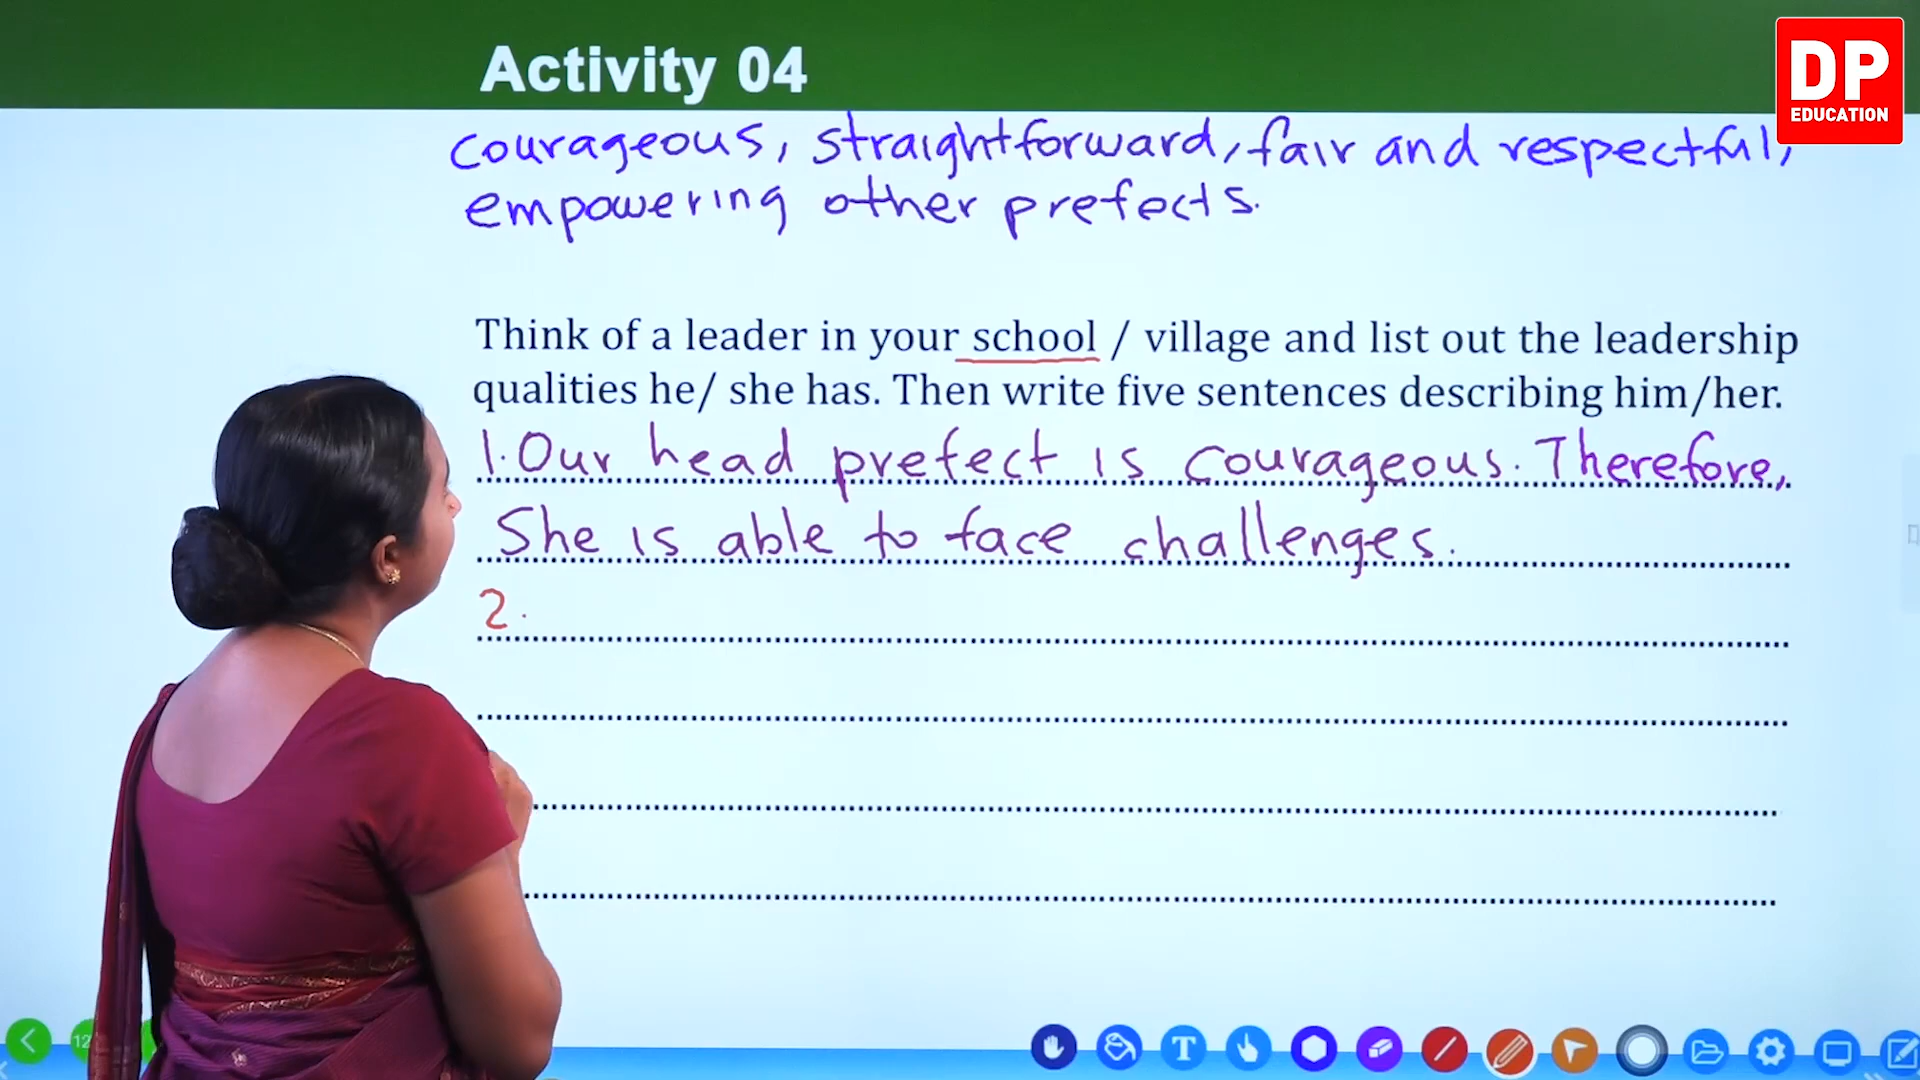 Activity 04
DP
EDUCATION
courageous, straightforward, fair and respectful,
empowering other prefects.
Think of a leader in your school / village and list out the leadership
qualities he/ she has. Then write five sentences describing him/her.
1. Our head prefect is courageous. Therefore,
She is able to face challenges.
2.
12
T